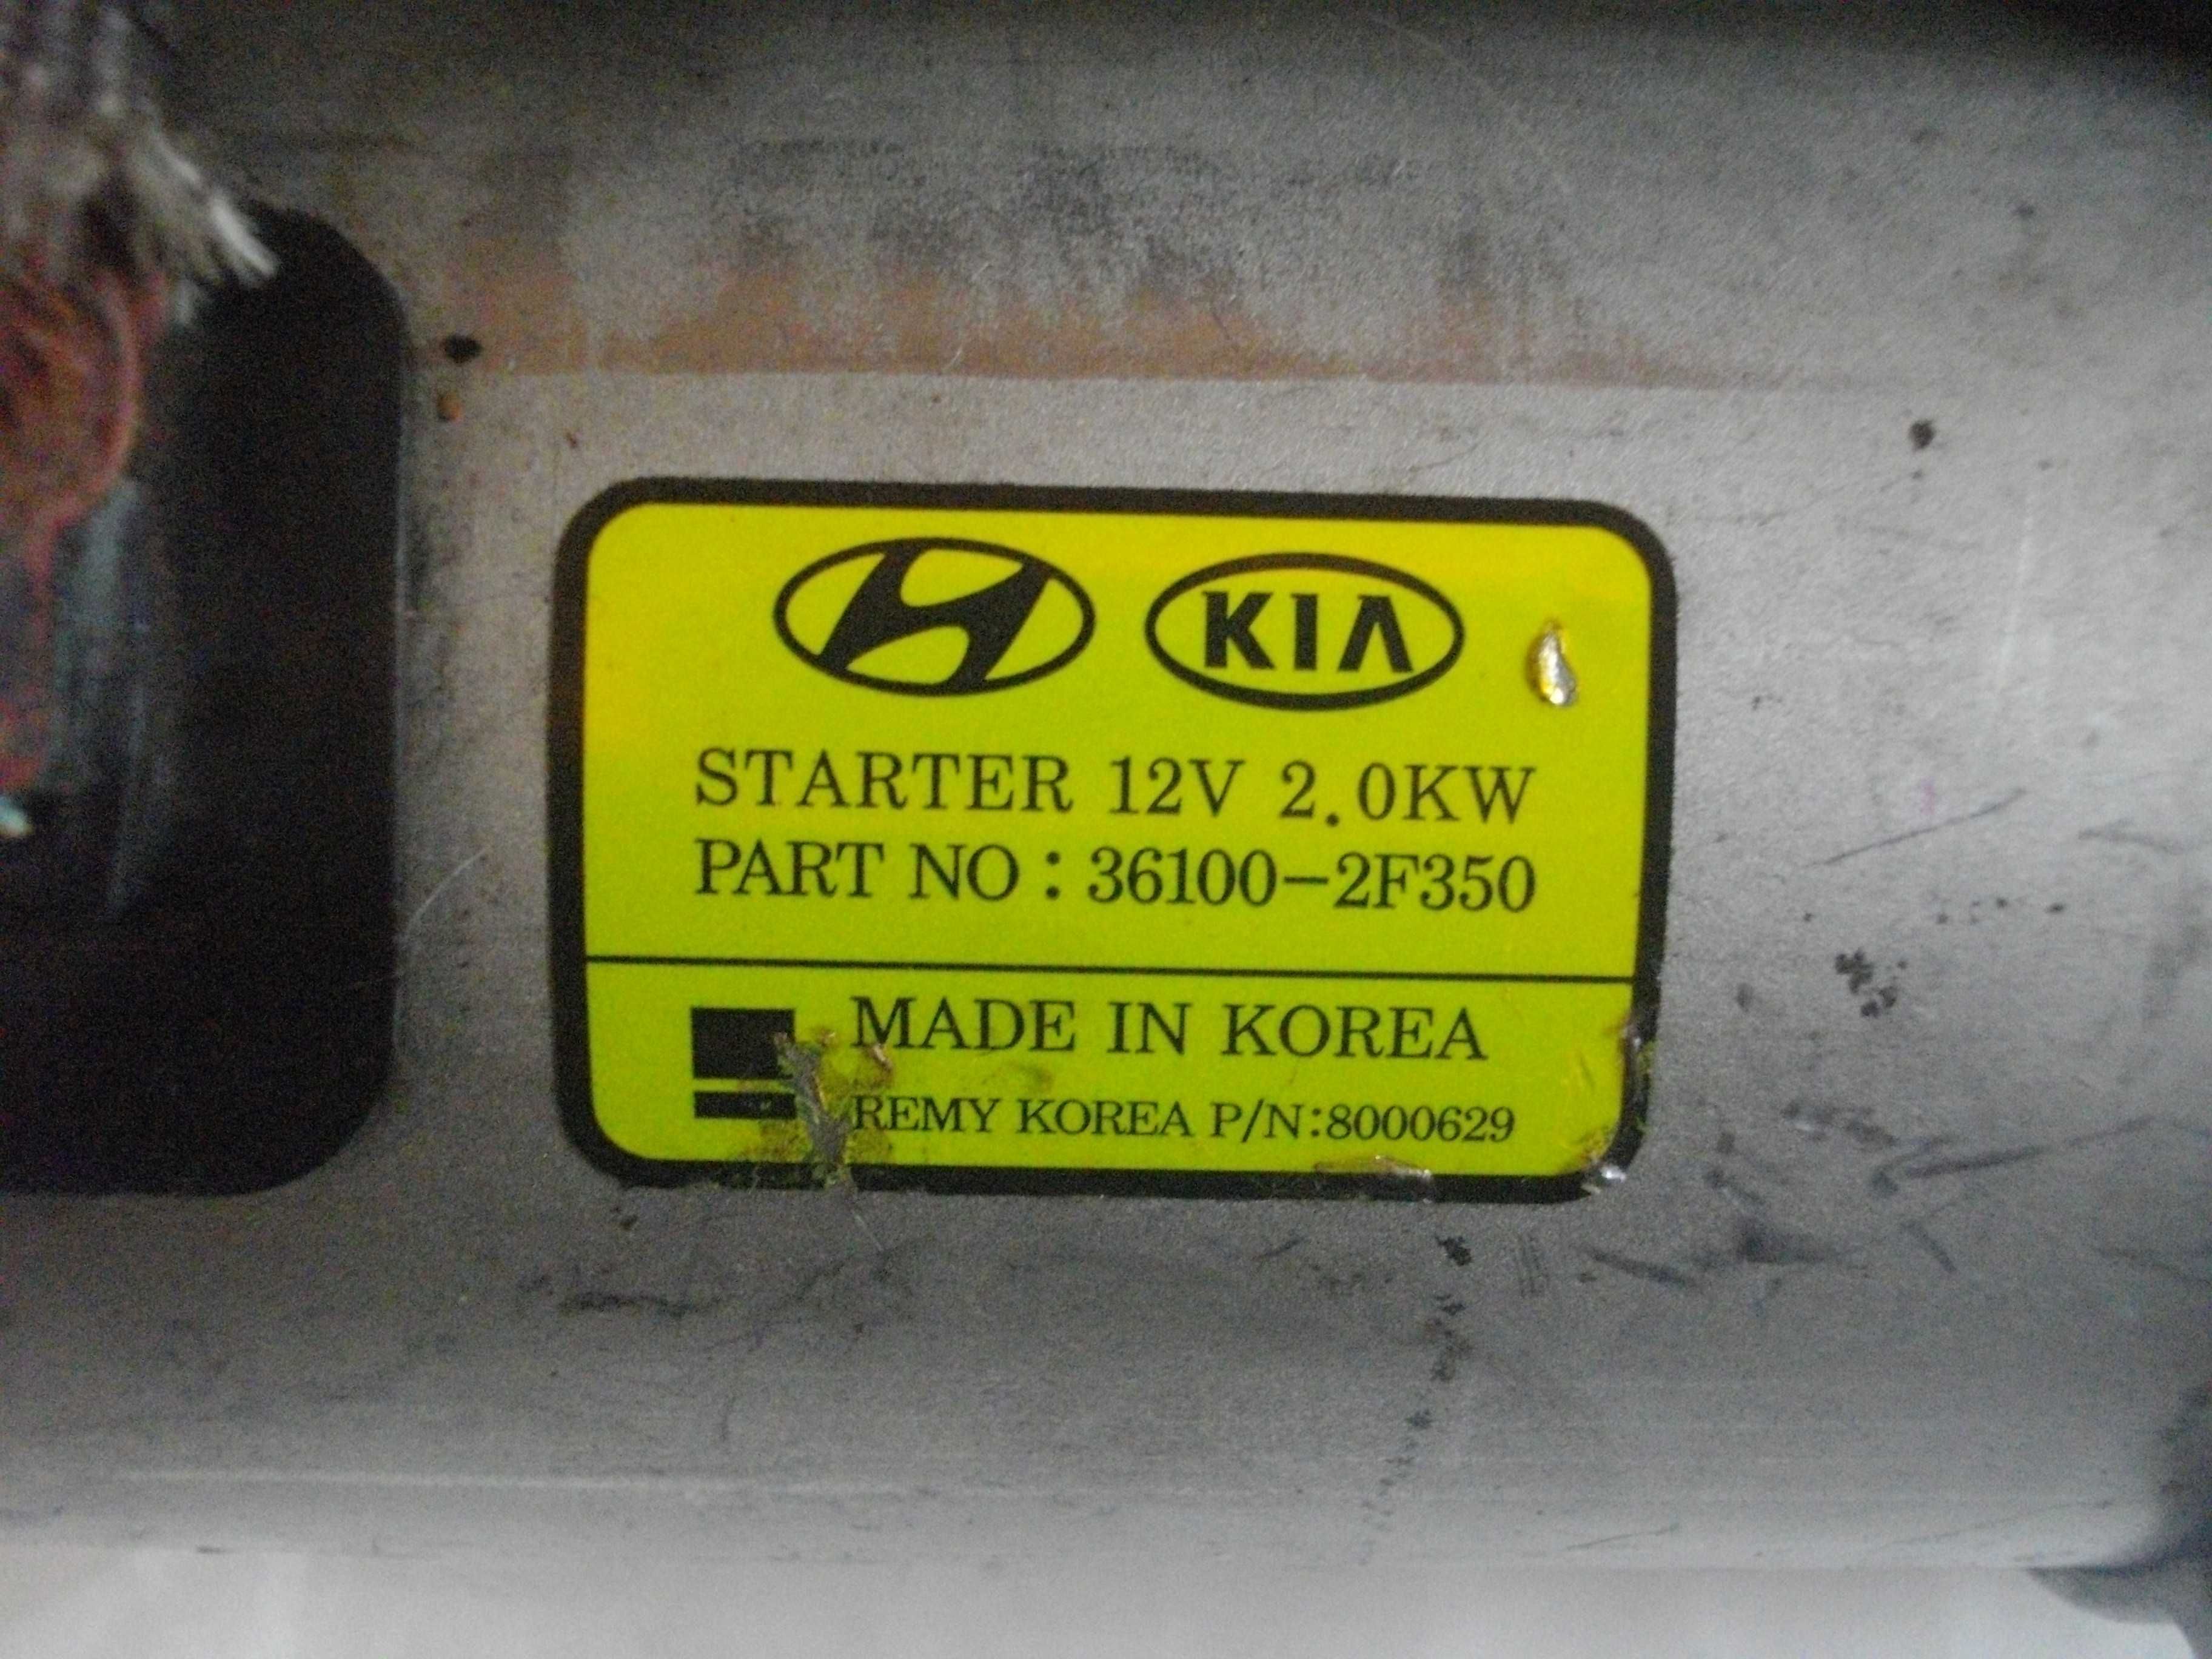 KIA
STARTER 12V 2.0KW
PART NO : 36100-2F350
MADE IN KOREA
REMY KOREA P/N:8000629